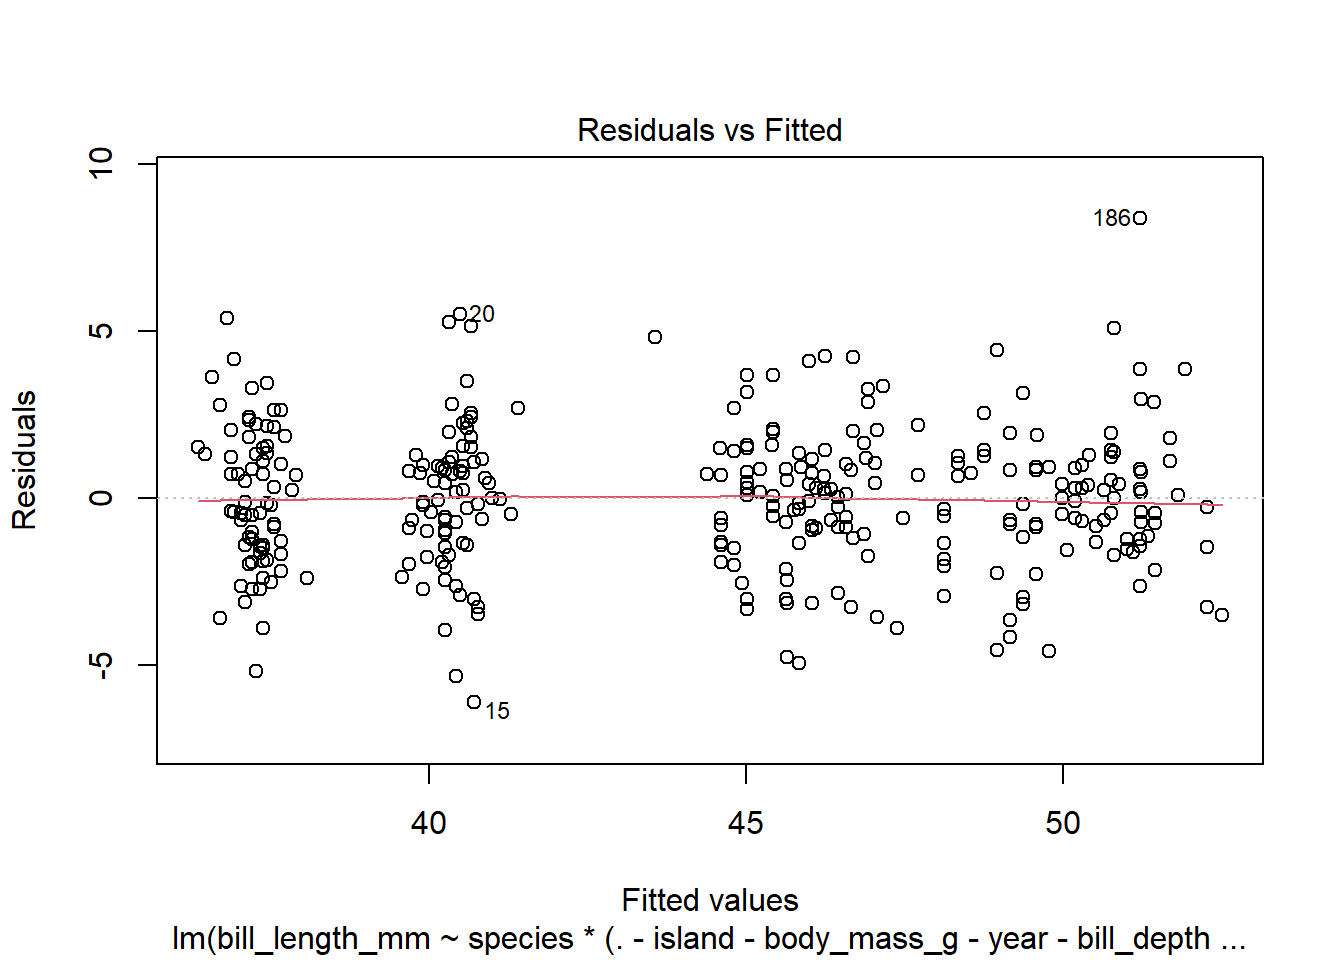 Residuals vs Fitted
10
186
20
5
Residuals
0
-5
15
40
45
50
Fitted values
lm(bill_length_mm ~ species * (. - island - body_mass_g - year - bill_depth ...